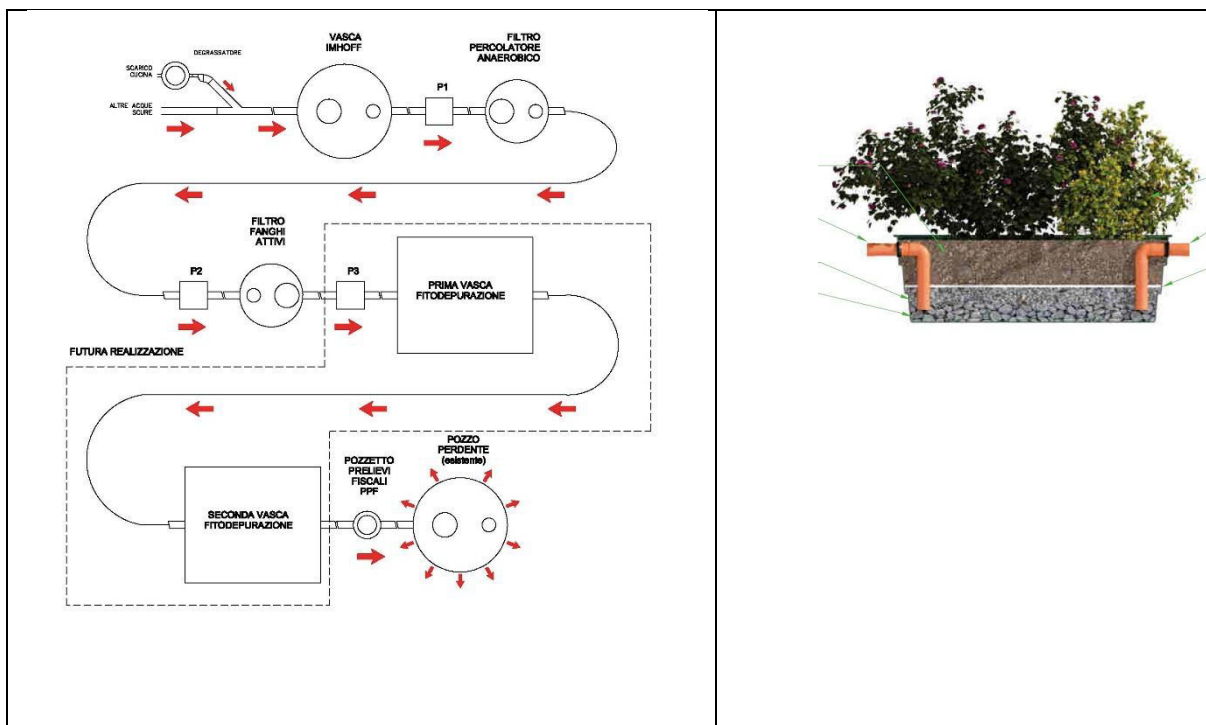 DEGRASSATORE
SCARICO
CUCINA
ALTRE ACQUE
SCURE
VASCA
IMHOFF
P1
FILTRO
PERCOLATORE
ANAEROBICO
P2
FILTRO
FANGHI
ATTIVI
P3
PRIMA VASCA
FITODEPURAZIONE
FUTURA REALIZZAZIONE
SECONDA VASCA
FITODEPURAZIONE
POZZETTO
PRELIEVI
FISCALI
PPF
POZZO
PERDENTE
(esistente)